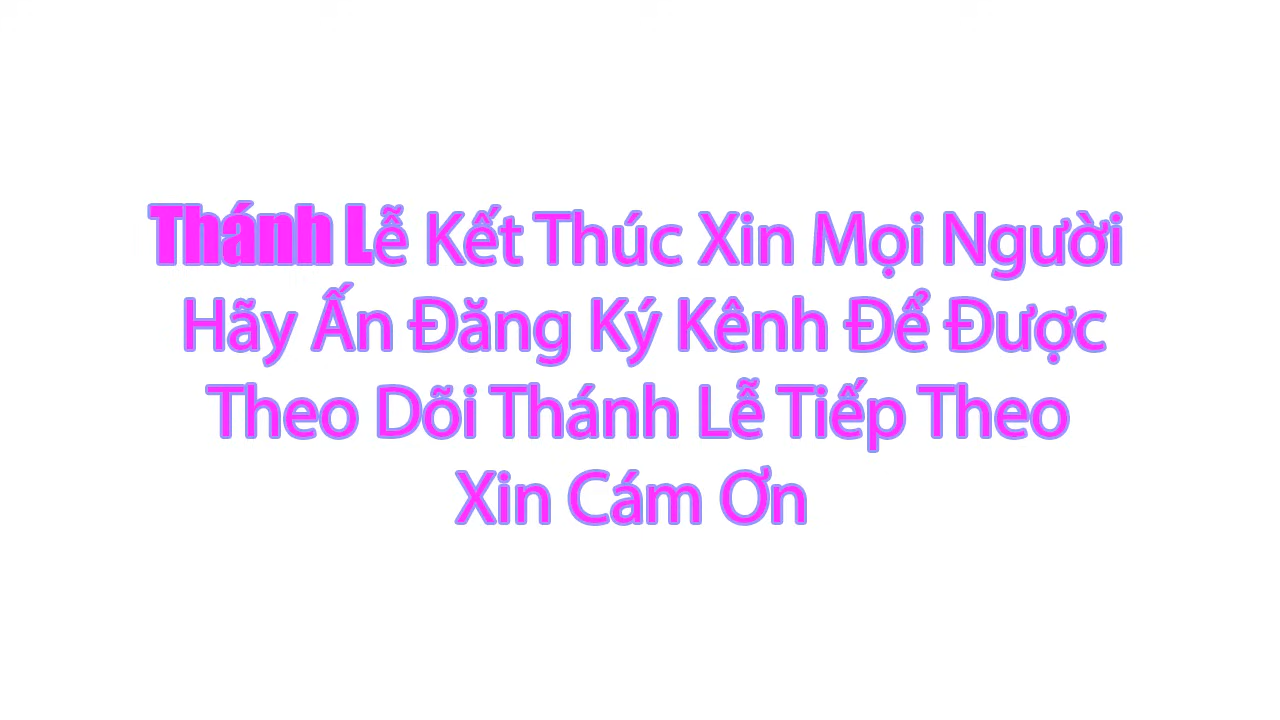 Thánh Lễ Kết Thúc Xin Mọi Người
Hãy Ấn Đăng Ký Kênh Để Được
Theo Dõi Thánh Lễ Tiếp Theo
Xin Cám Ơn